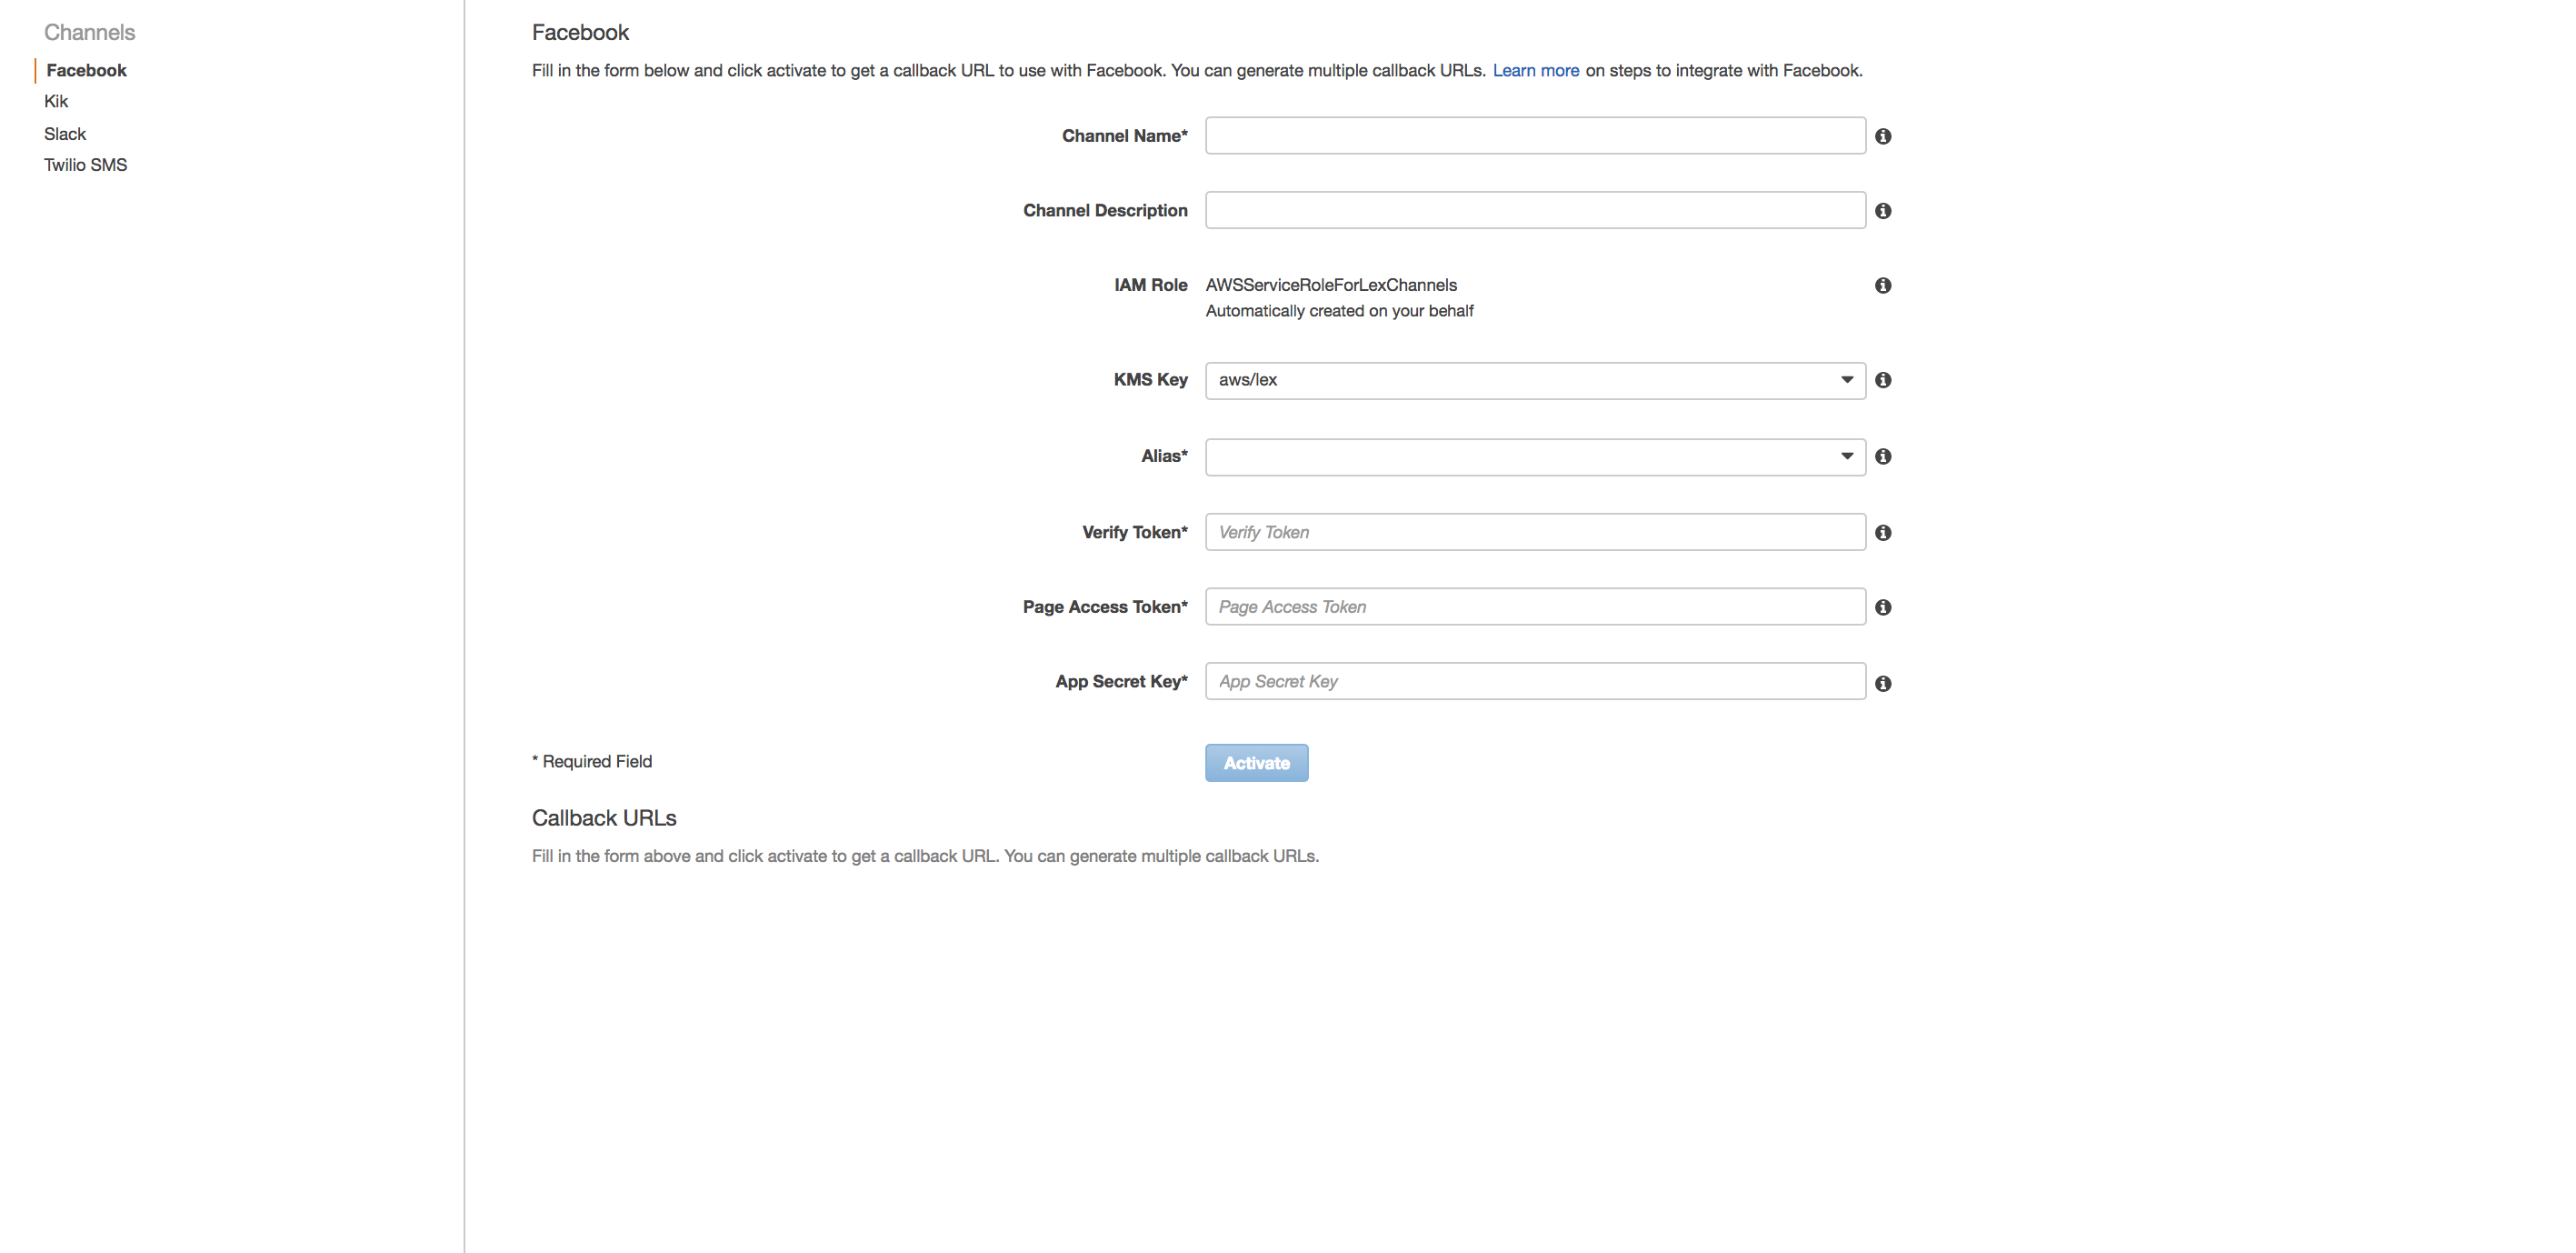 Channels
Facebook
Kik
Slack
Twilio SMS
Facebook
Fill in the form below and click activate to get a callback URL to use with Facebook. You can generate multiple callback URLs. Learn more on steps to integrate with Facebook.
Channel Name*
Channel Description
IAM Role AWSServiceRoleForLexChannels
Automatically created on your behalf
KMS Key aws/lex
Alias*
Verify Token* Verify Token
Page Access Token* Page Access Token
App Secret Key* App Secret Key
* Required Field Activate
Callback URLs
Fill in the form above and click activate to get a callback URL. You can generate multiple callback URLs.